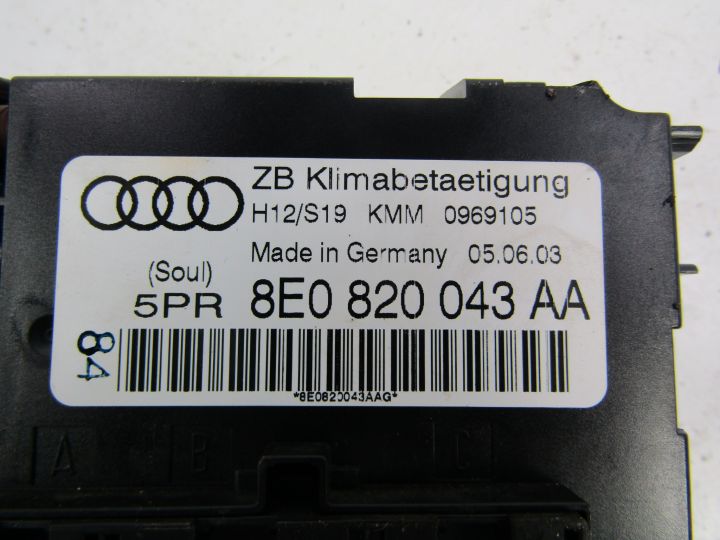 ZB Klimabetaetigung
H12/S19 KMM 0969105
Made in Germany 05.06.03
(Soul)
5PR 8E0 820 043 AA
84
*8E0820043AAG*
A B C